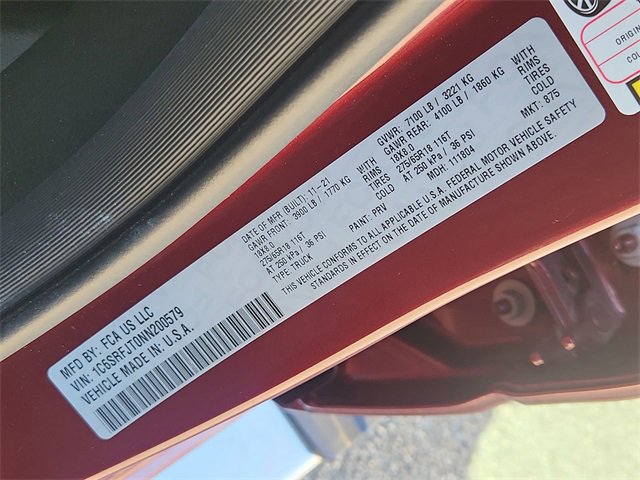 MFD BY: FCA US LLC
VIN: 1C6SRFJT0NN200579
VEHICLE MADE IN U.S.A.
DATE OF MFR (BUILT): 11-21
GVWR: 7100 LB / 3221 KG
GAWR FRONT: 3900 LB / 1770 KG WITH
GAWR REAR: 4100 LB / 1860 KG WITH
18X8.0 RIMS
18X8.0 RIMS
275/65R18 116T TIRES
275/65R18 116T TIRES
AT 250 kPa / 36 PSI COLD
AT 250 kPa / 36 PSI COLD
TYPE: TRUCK
PAINT: PRV
MDH: 111804
MKT: 875
THIS VEHICLE CONFORMS TO ALL APPLICABLE U.S.A. FEDERAL MOTOR VEHICLE SAFETY
STANDARDS IN EFFECT ON THE DATE OF MANUFACTURE SHOWN ABOVE.
ORIGIN
COL